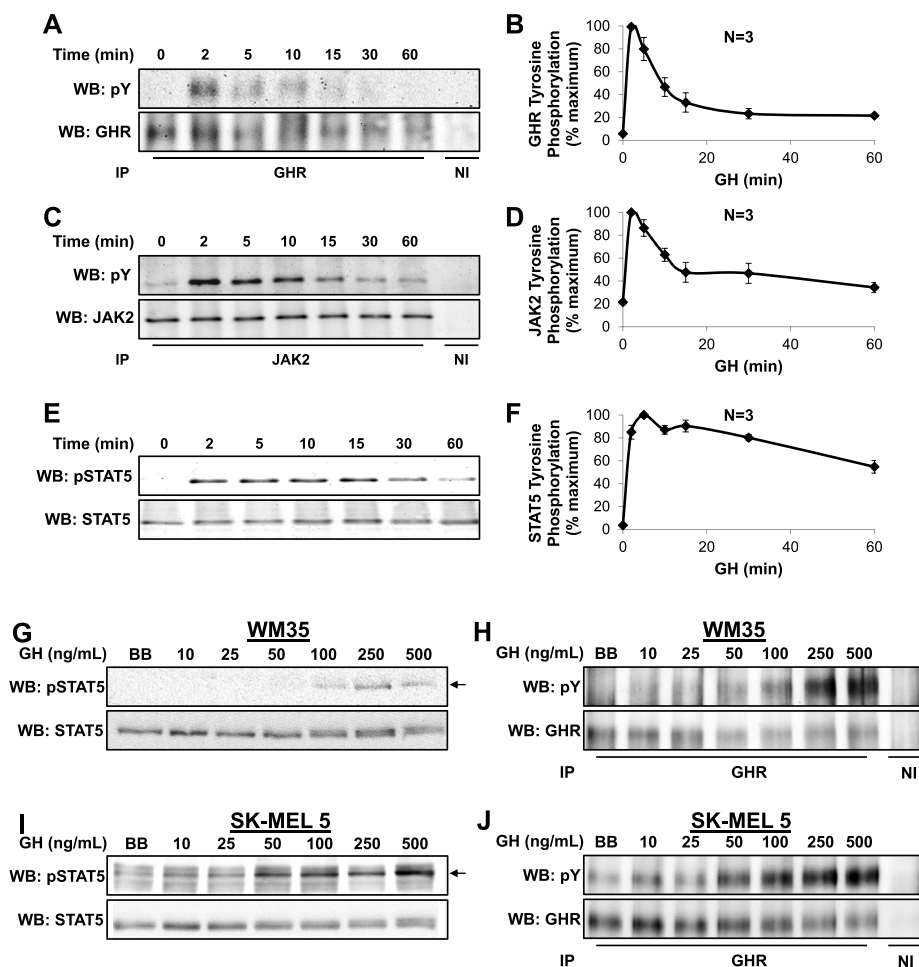 A
Time (min) 0 2 5 10 15 30 60
WB: pY
WB: GHR
IP GHR NI
B
N=3
GHR Tyrosine
Phosphorylation
(% maximum)
100
80
60
40
20
0
0 20 40 60
GH (min)
C
Time (min) 0 2 5 10 15 30 60
WB: pY
WB: JAK2
IP JAK2 NI
D
N=3
JAK2 Tyrosine
Phosphorylation
(% maximum)
100
80
60
40
20
0
0 20 40 60
GH (min)
E
Time (min) 0 2 5 10 15 30 60
WB: pSTAT5
WB: STAT5
F
N=3
STAT5 Tyrosine
Phosphorylation
(% maximum)
100
80
60
40
20
0
0 20 40 60
GH (min)
G
WM35
GH (ng/mL) BB 10 25 50 100 250 500
WB: pSTAT5
WB: STAT5
H
WM35
GH (ng/mL) BB 10 25 50 100 250 500
WB: pY
WB: GHR
IP GHR NI
I
SK-MEL 5
GH (ng/mL) BB 10 25 50 100 250 500
WB: pSTAT5
WB: STAT5
J
SK-MEL 5
GH (ng/mL) BB 10 25 50 100 250 500
WB: pY
WB: GHR
IP GHR NI